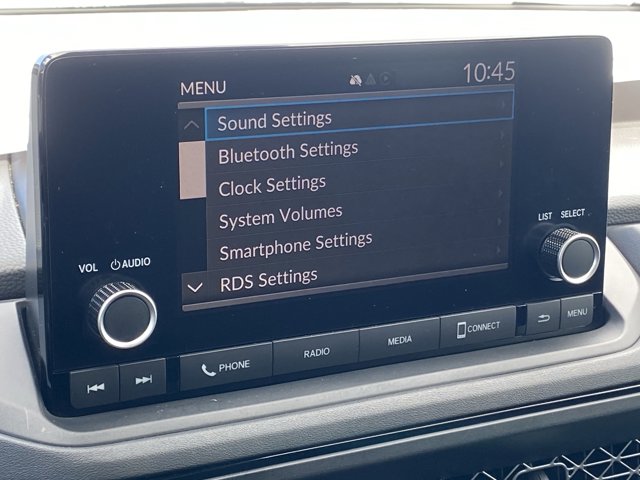 MENU 10:45
Sound Settings
Bluetooth Settings
Clock Settings
System Volumes
Smartphone Settings
RDS Settings
VOL AUDIO
LIST SELECT
PHONE RADIO MEDIA CONNECT MENU